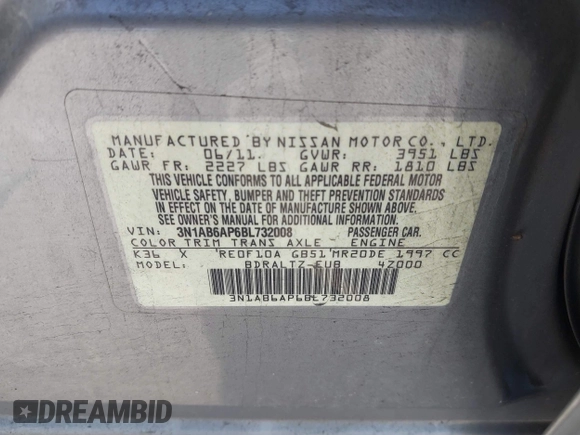 MANUFACTURED BY NISSAN MOTOR CO., LTD.
DATE: 06/11. GVWR: 3951 LBS
GAWR FR: 2227 LBS GAWR RR: 1810 LBS
THIS VEHICLE CONFORMS TO ALL APPLICABLE FEDERAL MOTOR
VEHICLE SAFETY, BUMPER AND THEFT PREVENTION STANDARDS
IN EFFECT ON THE DATE OF MANUFACTURE SHOWN ABOVE.
SEE OWNER'S MANUAL FOR ADDITIONAL INFORMATION.
VIN: 3N1AB6AP6BL732008 PASSENGER CAR.
COLOR TRIM TRANS AXLE ENGINE
K36 X RE0F10A GB51 MR20DE 1997 CC
MODEL: BDRALTZ-EUB 4Z000
3N1AB6AP6BL732008
DREAMBID